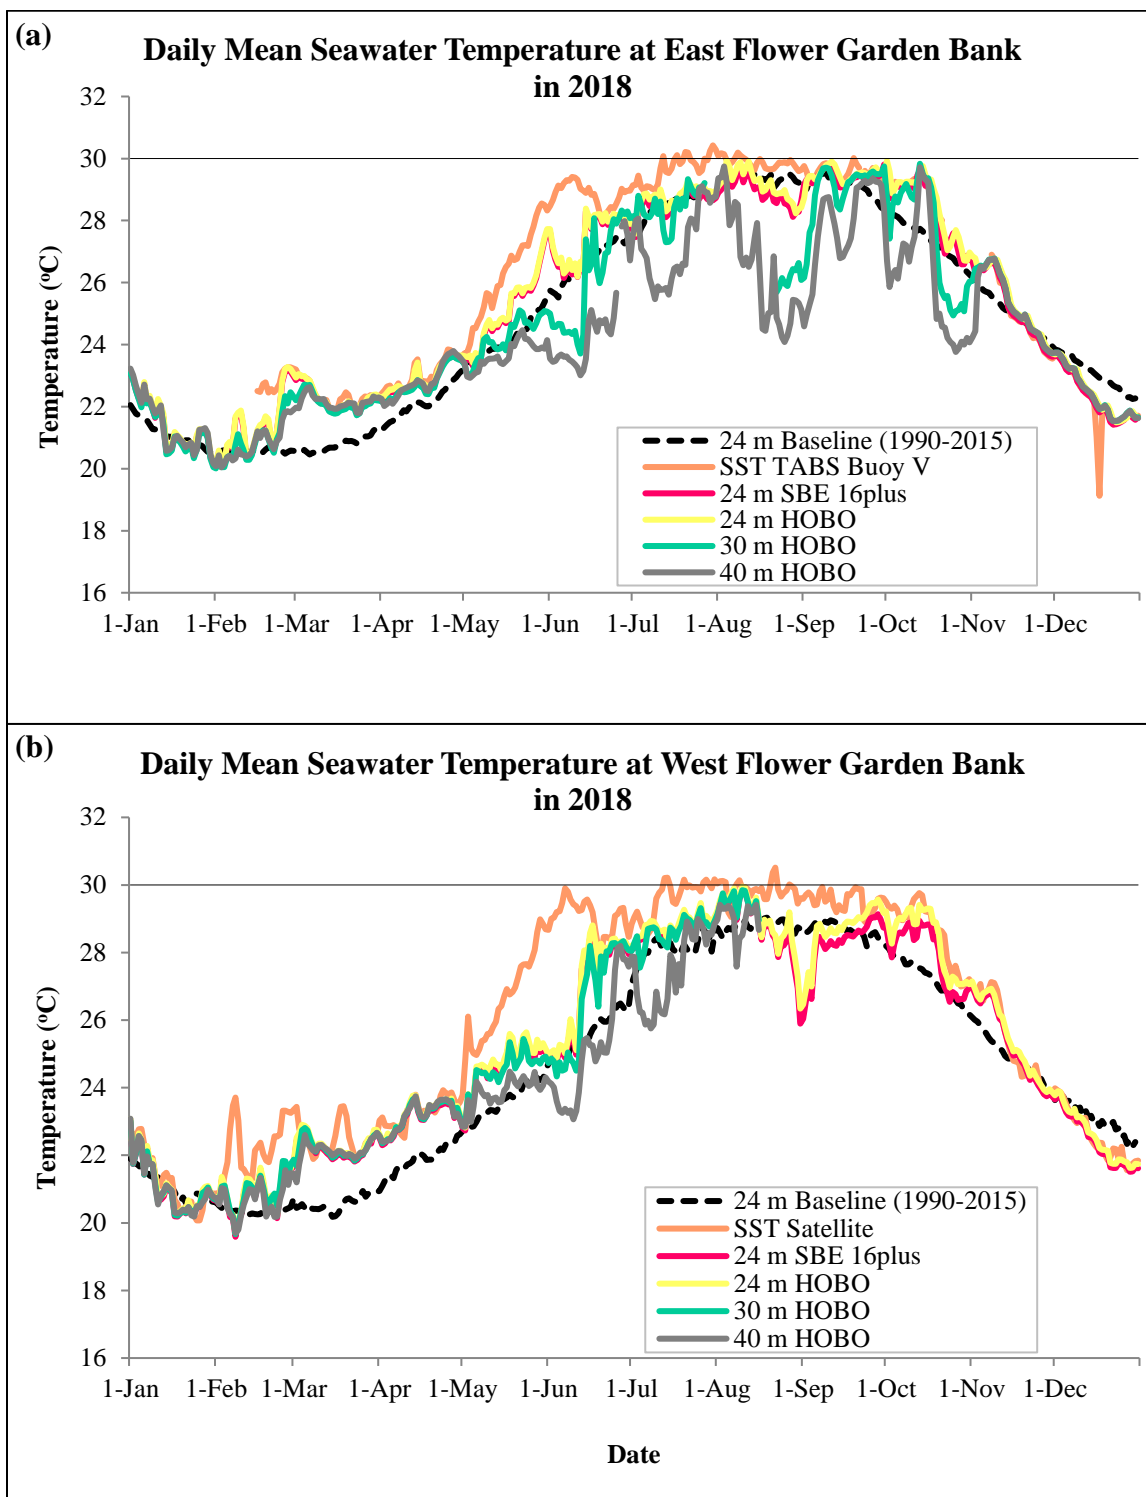 (a)
Daily Mean Seawater Temperature at East Flower Garden Bank
in 2018
Temperature (ºC)
32
30
28
26
24
22
20
18
16
24 m Baseline (1990-2015)
SST TABS Buoy V
24 m SBE 16plus
24 m HOBO
30 m HOBO
40 m HOBO
1-Jan 1-Feb 1-Mar 1-Apr 1-May 1-Jun 1-Jul 1-Aug 1-Sep 1-Oct 1-Nov 1-Dec
(b)
Daily Mean Seawater Temperature at West Flower Garden Bank
in 2018
Temperature (ºC)
32
30
28
26
24
22
20
18
16
24 m Baseline (1990-2015)
SST Satellite
24 m SBE 16plus
24 m HOBO
30 m HOBO
40 m HOBO
1-Jan 1-Feb 1-Mar 1-Apr 1-May 1-Jun 1-Jul 1-Aug 1-Sep 1-Oct 1-Nov 1-Dec
Date